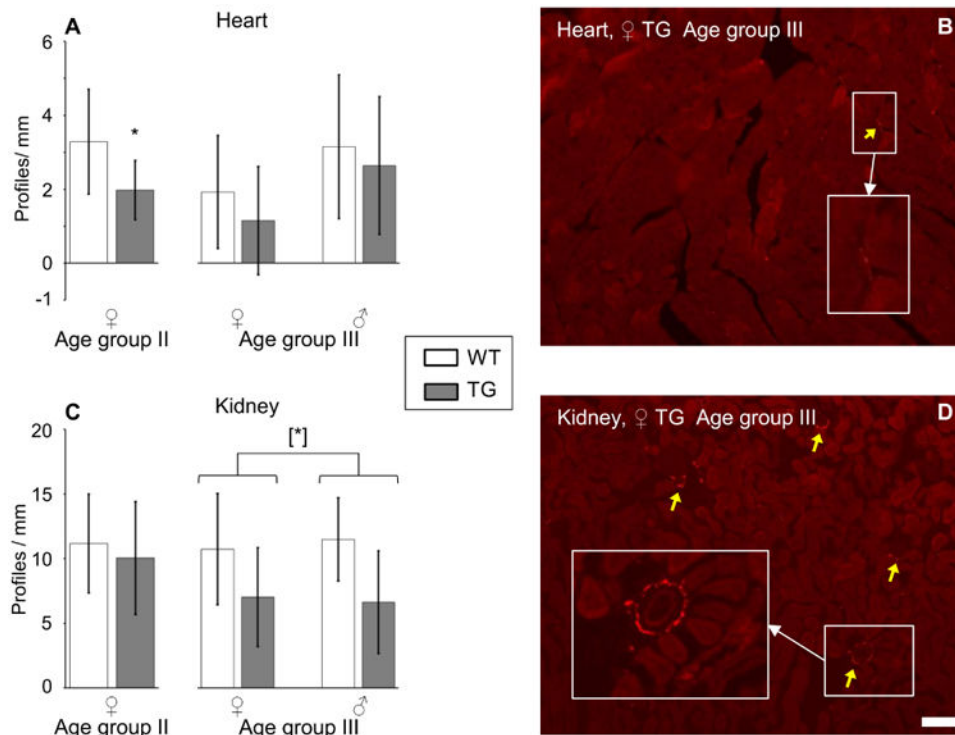 A
Heart
Profiles/ mm
6
4
2
0
-1
*
♀
♀
♂
Age group II
Age group III
WT
TG
Heart, ♀ TG Age group III
B
C
Kidney
Profiles / mm
20
15
10
5
0
[*]
♀
♀
♂
Age group II
Age group III
Kidney, ♀ TG Age group III
D